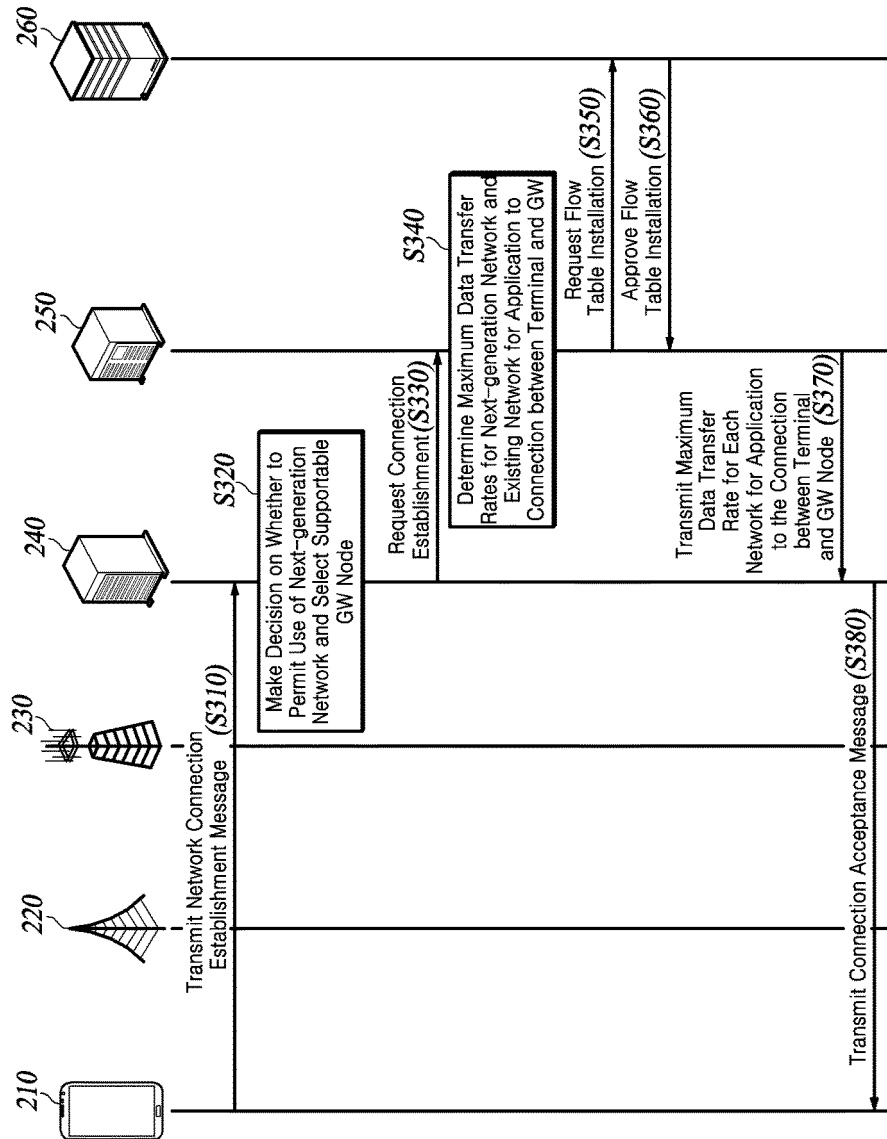 210
220
230
240
250
260
Transmit Network Connection
Establishment Message
(S310)
S320
Make Decision on Whether to
Permit Use of Next-generation
Network and Select Supportable
GW Node
Request Connection
Establishment (S330)
S340
Determine Maximum Data Transfer
Rates for Next-generation Network and
Existing Network for Application to
Connection between Terminal and GW
Request Flow
Table Installation (S350)
Approve Flow
Table Installation (S360)
Transmit Maximum
Data Transfer
Rate for Each
Network for Application
to the Connection
between Terminal
and GW Node (S370)
Transmit Connection Acceptance Message (S380)